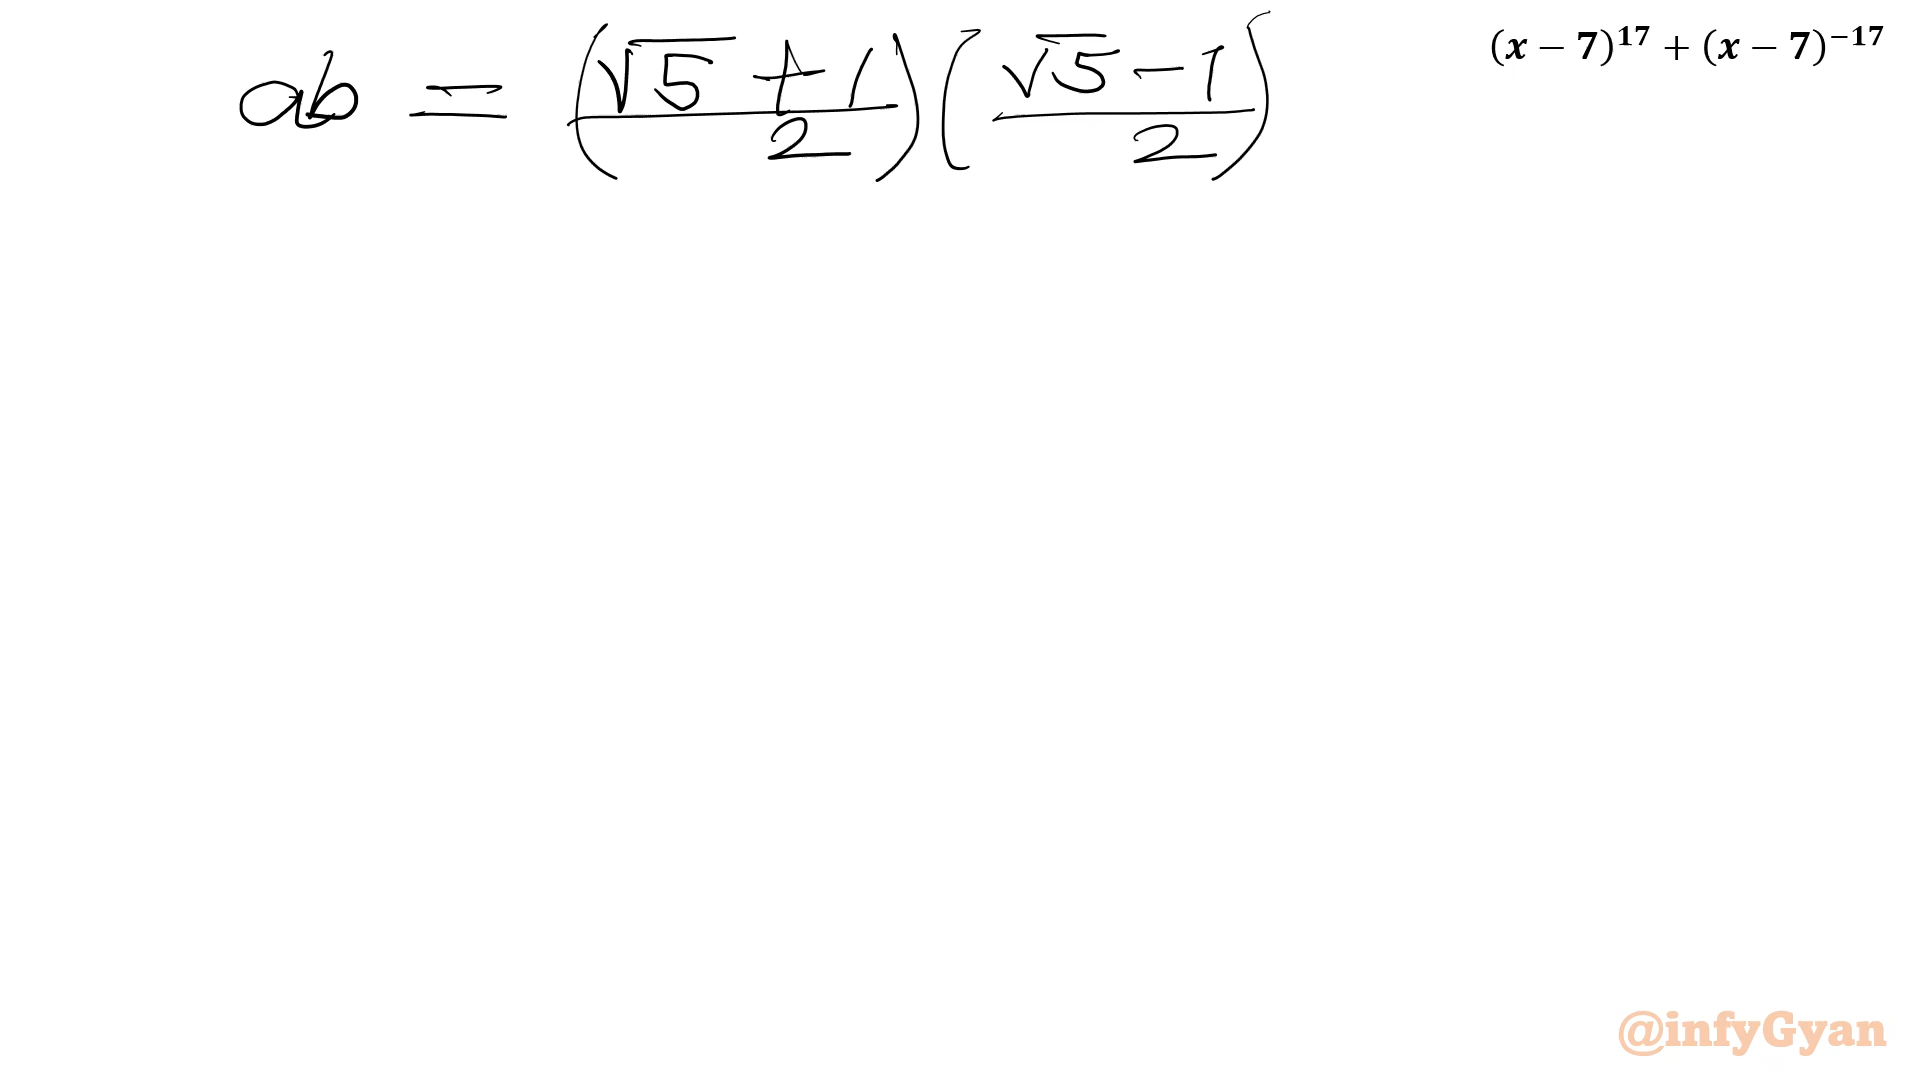 (x − 7)¹⁷ + (x − 7)⁻¹⁷
ab = ((√5 + 1)/2) ((√5 − 1)/2)
@infyGyan